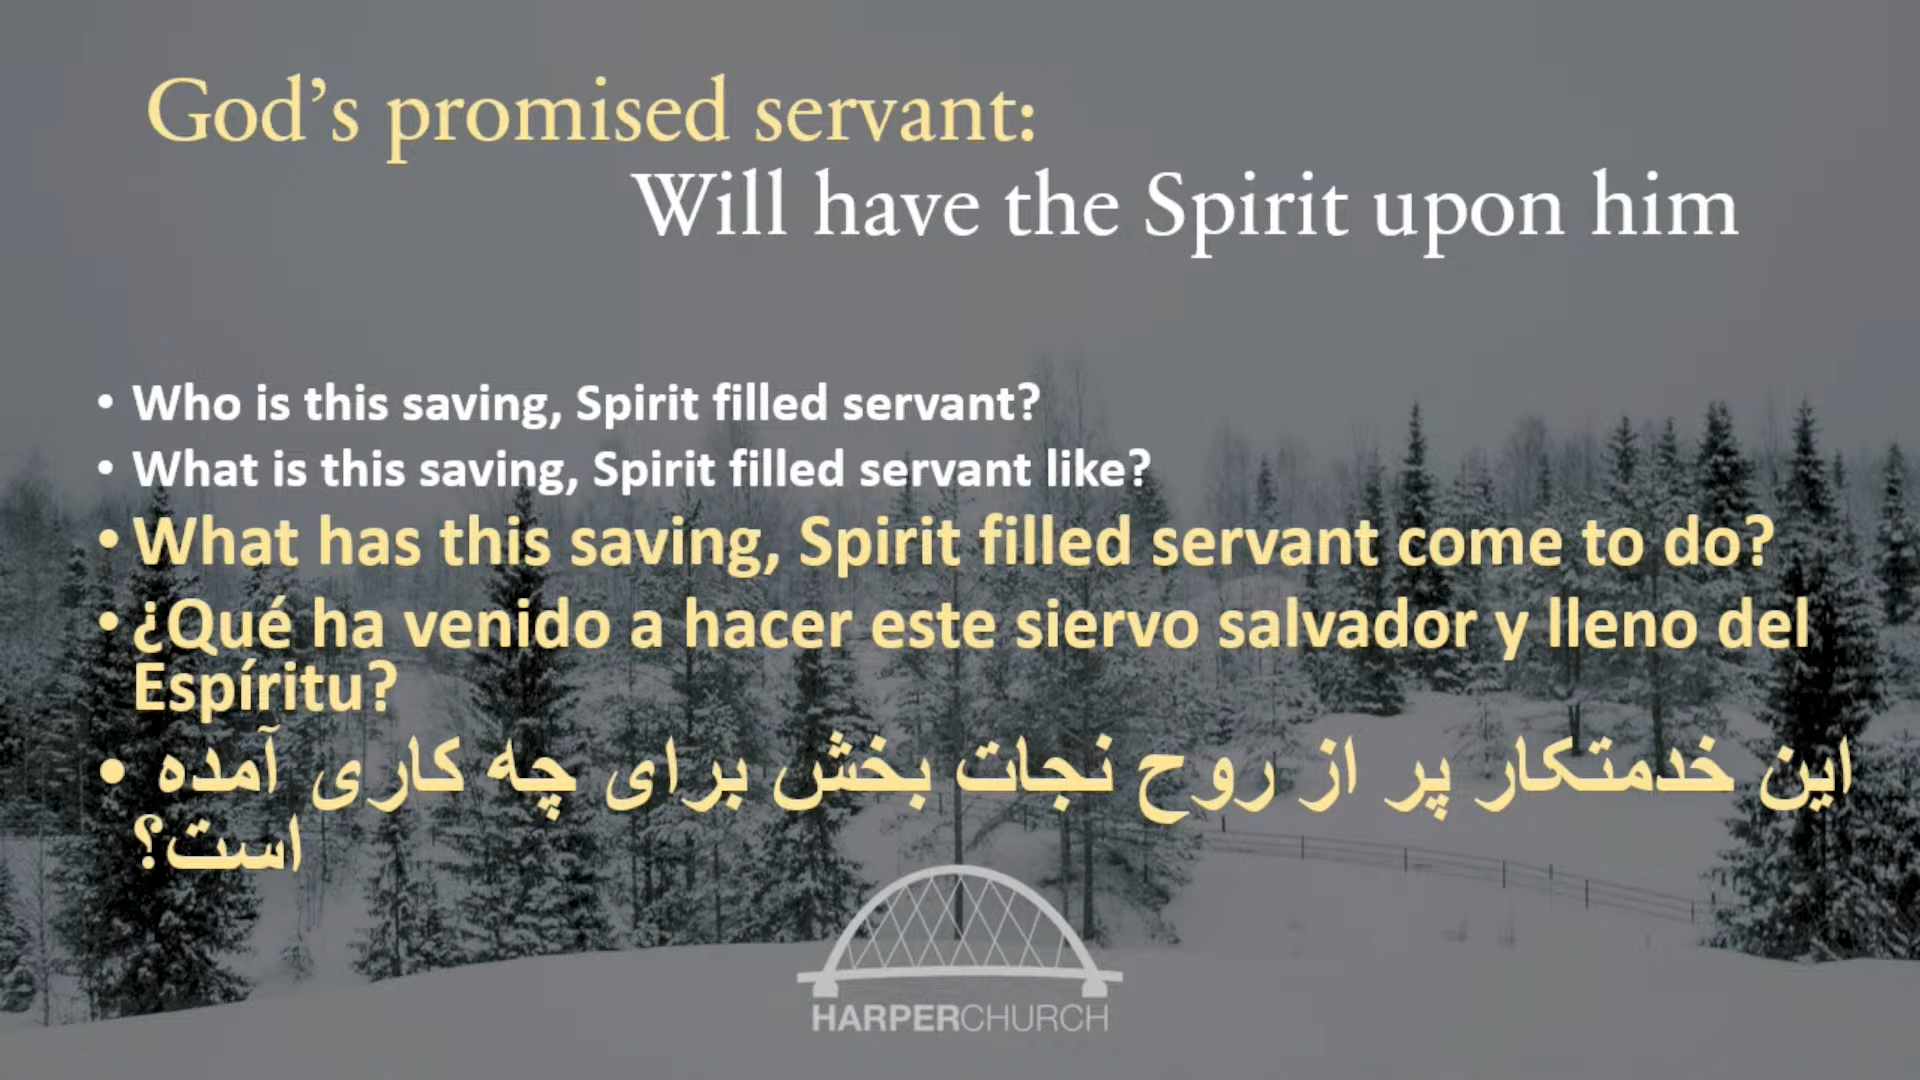 God’s promised servant:
Will have the Spirit upon him
• Who is this saving, Spirit filled servant?
• What is this saving, Spirit filled servant like?
• What has this saving, Spirit filled servant come to do?
• ¿Qué ha venido a hacer este siervo salvador y lleno del
Espíritu?
• این خدمتکار پر از روح نجات بخش برای چه کاری آمده
است؟
HARPERCHURCH